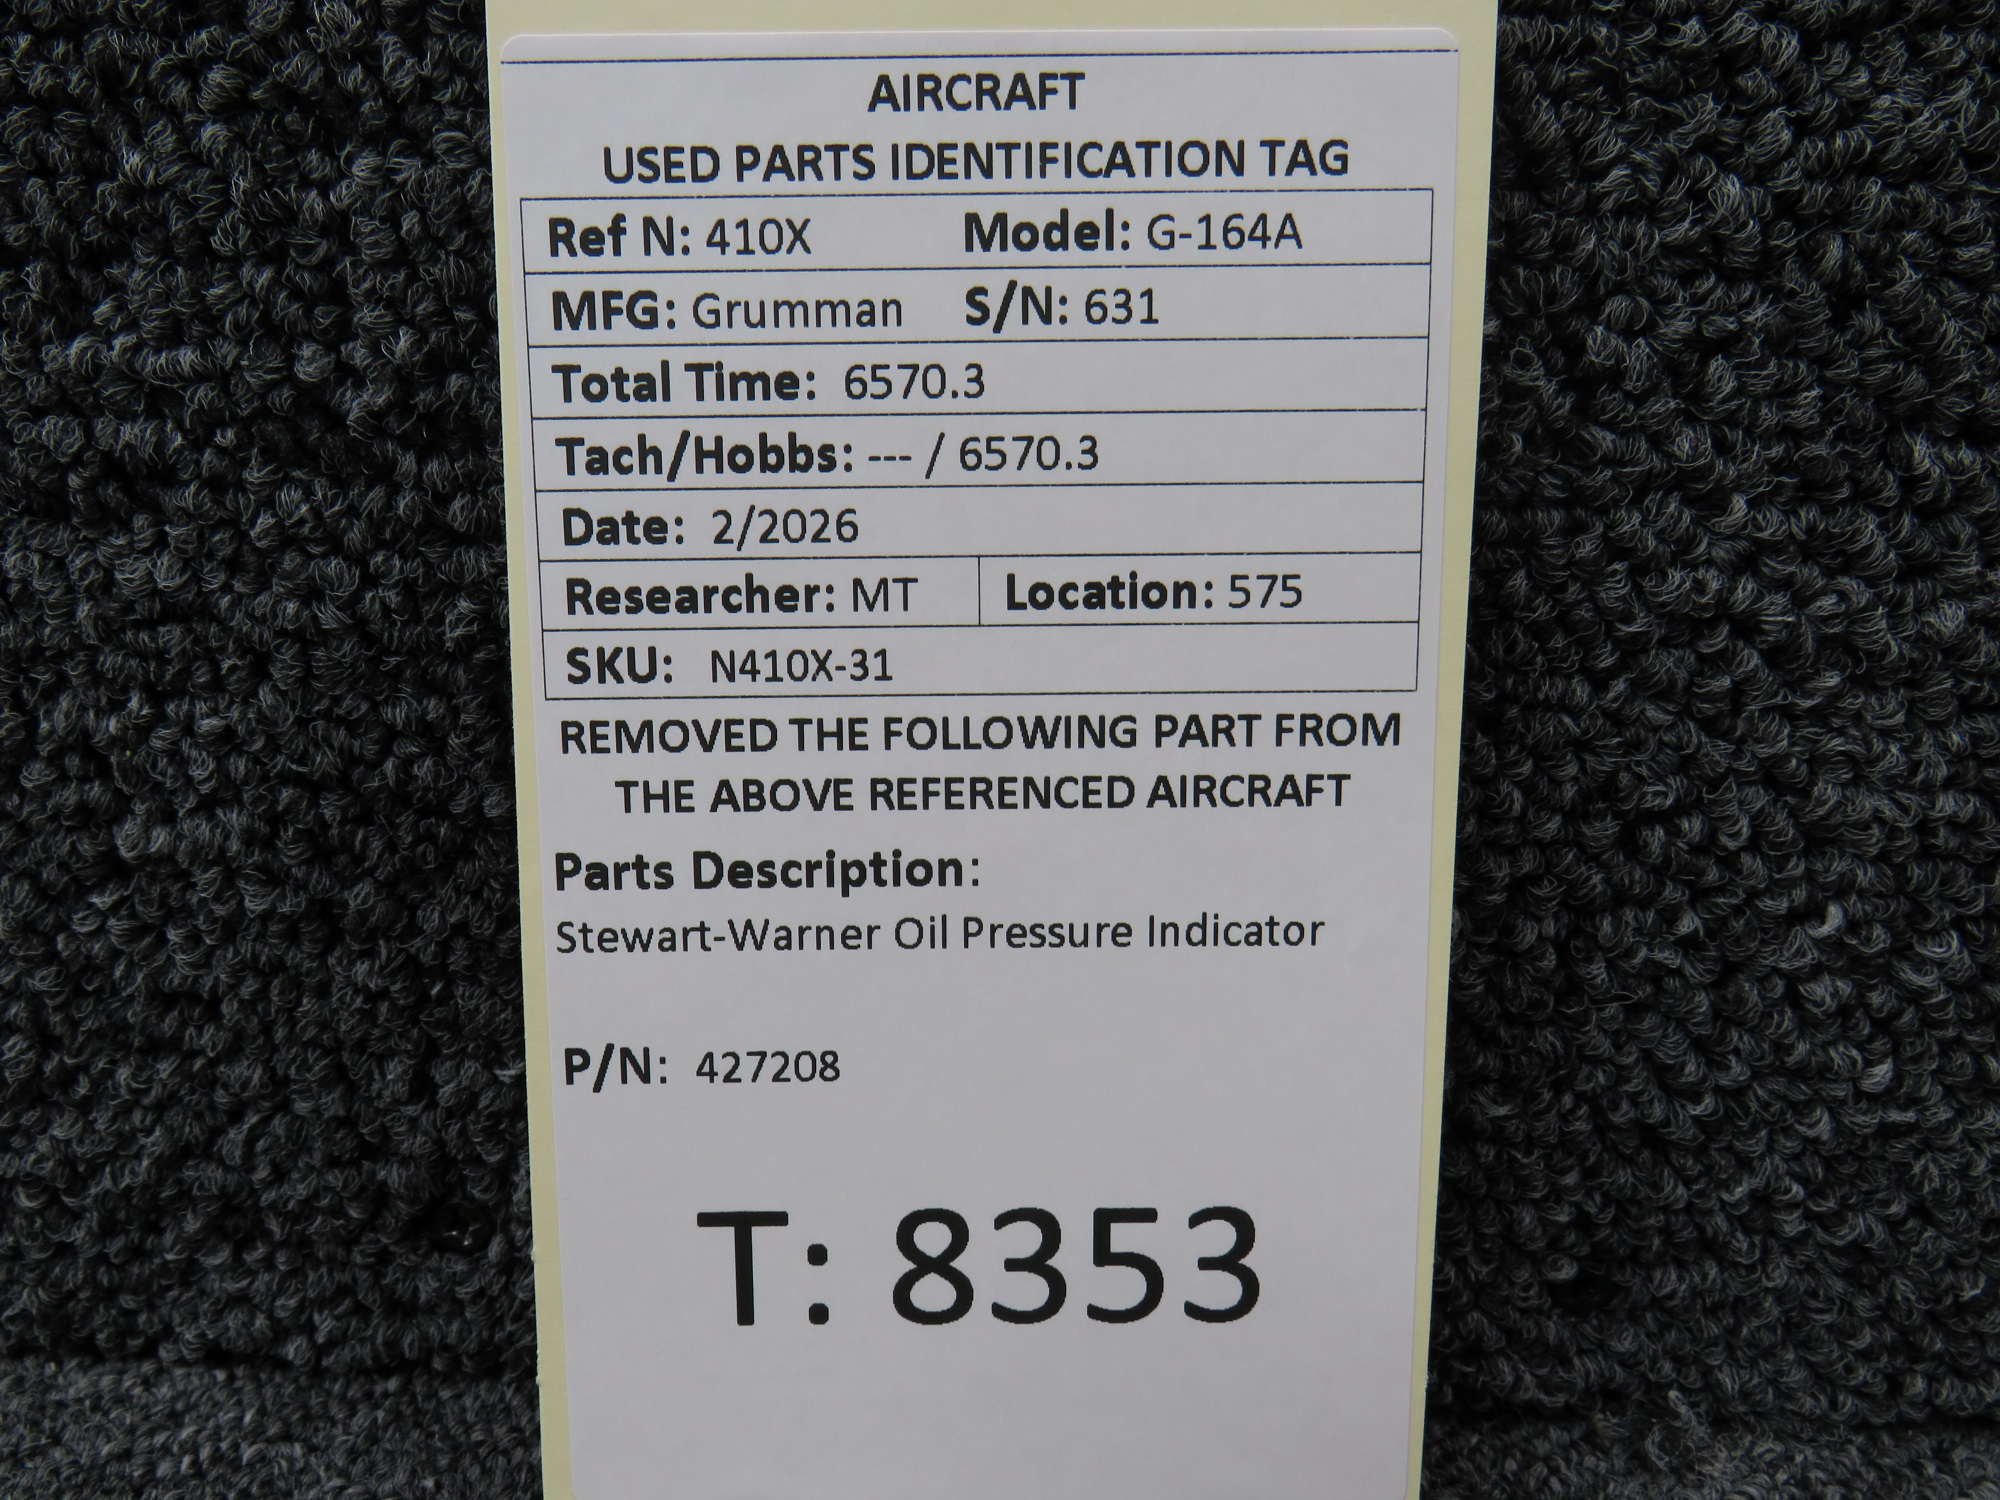 AIRCRAFT
USED PARTS IDENTIFICATION TAG
Ref N: 410X Model: G-164A
MFG: Grumman S/N: 631
Total Time: 6570.3
Tach/Hobbs: --- / 6570.3
Date: 2/2026
Researcher: MT Location: 575
SKU: N410X-31
REMOVED THE FOLLOWING PART FROM
THE ABOVE REFERENCED AIRCRAFT
Parts Description:
Stewart-Warner Oil Pressure Indicator
P/N: 427208
T: 8353